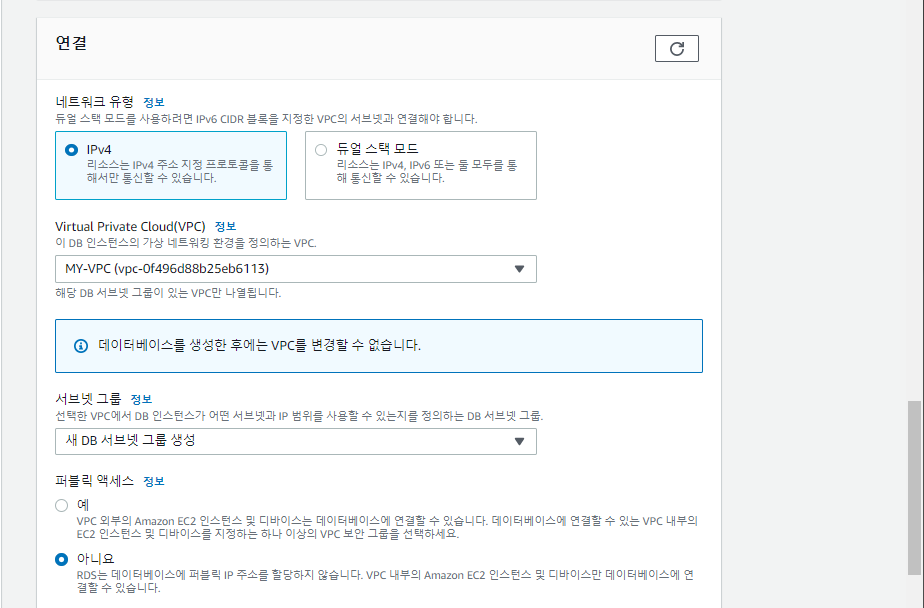 연결
네트워크 유형 정보
듀얼 스택 모드를 사용하려면 IPv6 CIDR 블록을 지정한 VPC의 서브넷과 연결해야 합니다.
IPv4
리소스는 IPv4 주소 지정 프로토콜을 통
해서만 통신할 수 있습니다.
듀얼 스택 모드
리소스는 IPv4, IPv6 또는 둘 모두를 통
해 통신할 수 있습니다.
Virtual Private Cloud(VPC) 정보
이 DB 인스턴스의 가상 네트워킹 환경을 정의하는 VPC.
MY-VPC (vpc-0f496d88b25eb6113)
해당 DB 서브넷 그룹이 있는 VPC만 나열됩니다.
데이터베이스를 생성한 후에는 VPC를 변경할 수 없습니다.
서브넷 그룹 정보
선택한 VPC에서 DB 인스턴스가 어떤 서브넷과 IP 범위를 사용할 수 있는지를 정의하는 DB 서브넷 그룹.
새 DB 서브넷 그룹 생성
퍼블릭 액세스 정보
예
VPC 외부의 Amazon EC2 인스턴스 및 디바이스는 데이터베이스에 연결할 수 있습니다. 데이터베이스에 연결할 수 있는 VPC 내부의
EC2 인스턴스 및 디바이스를 지정하는 하나 이상의 VPC 보안 그룹을 선택하세요.
아니요
RDS는 데이터베이스에 퍼블릭 IP 주소를 할당하지 않습니다. VPC 내부의 Amazon EC2 인스턴스 및 디바이스만 데이터베이스에 연
결할 수 있습니다.